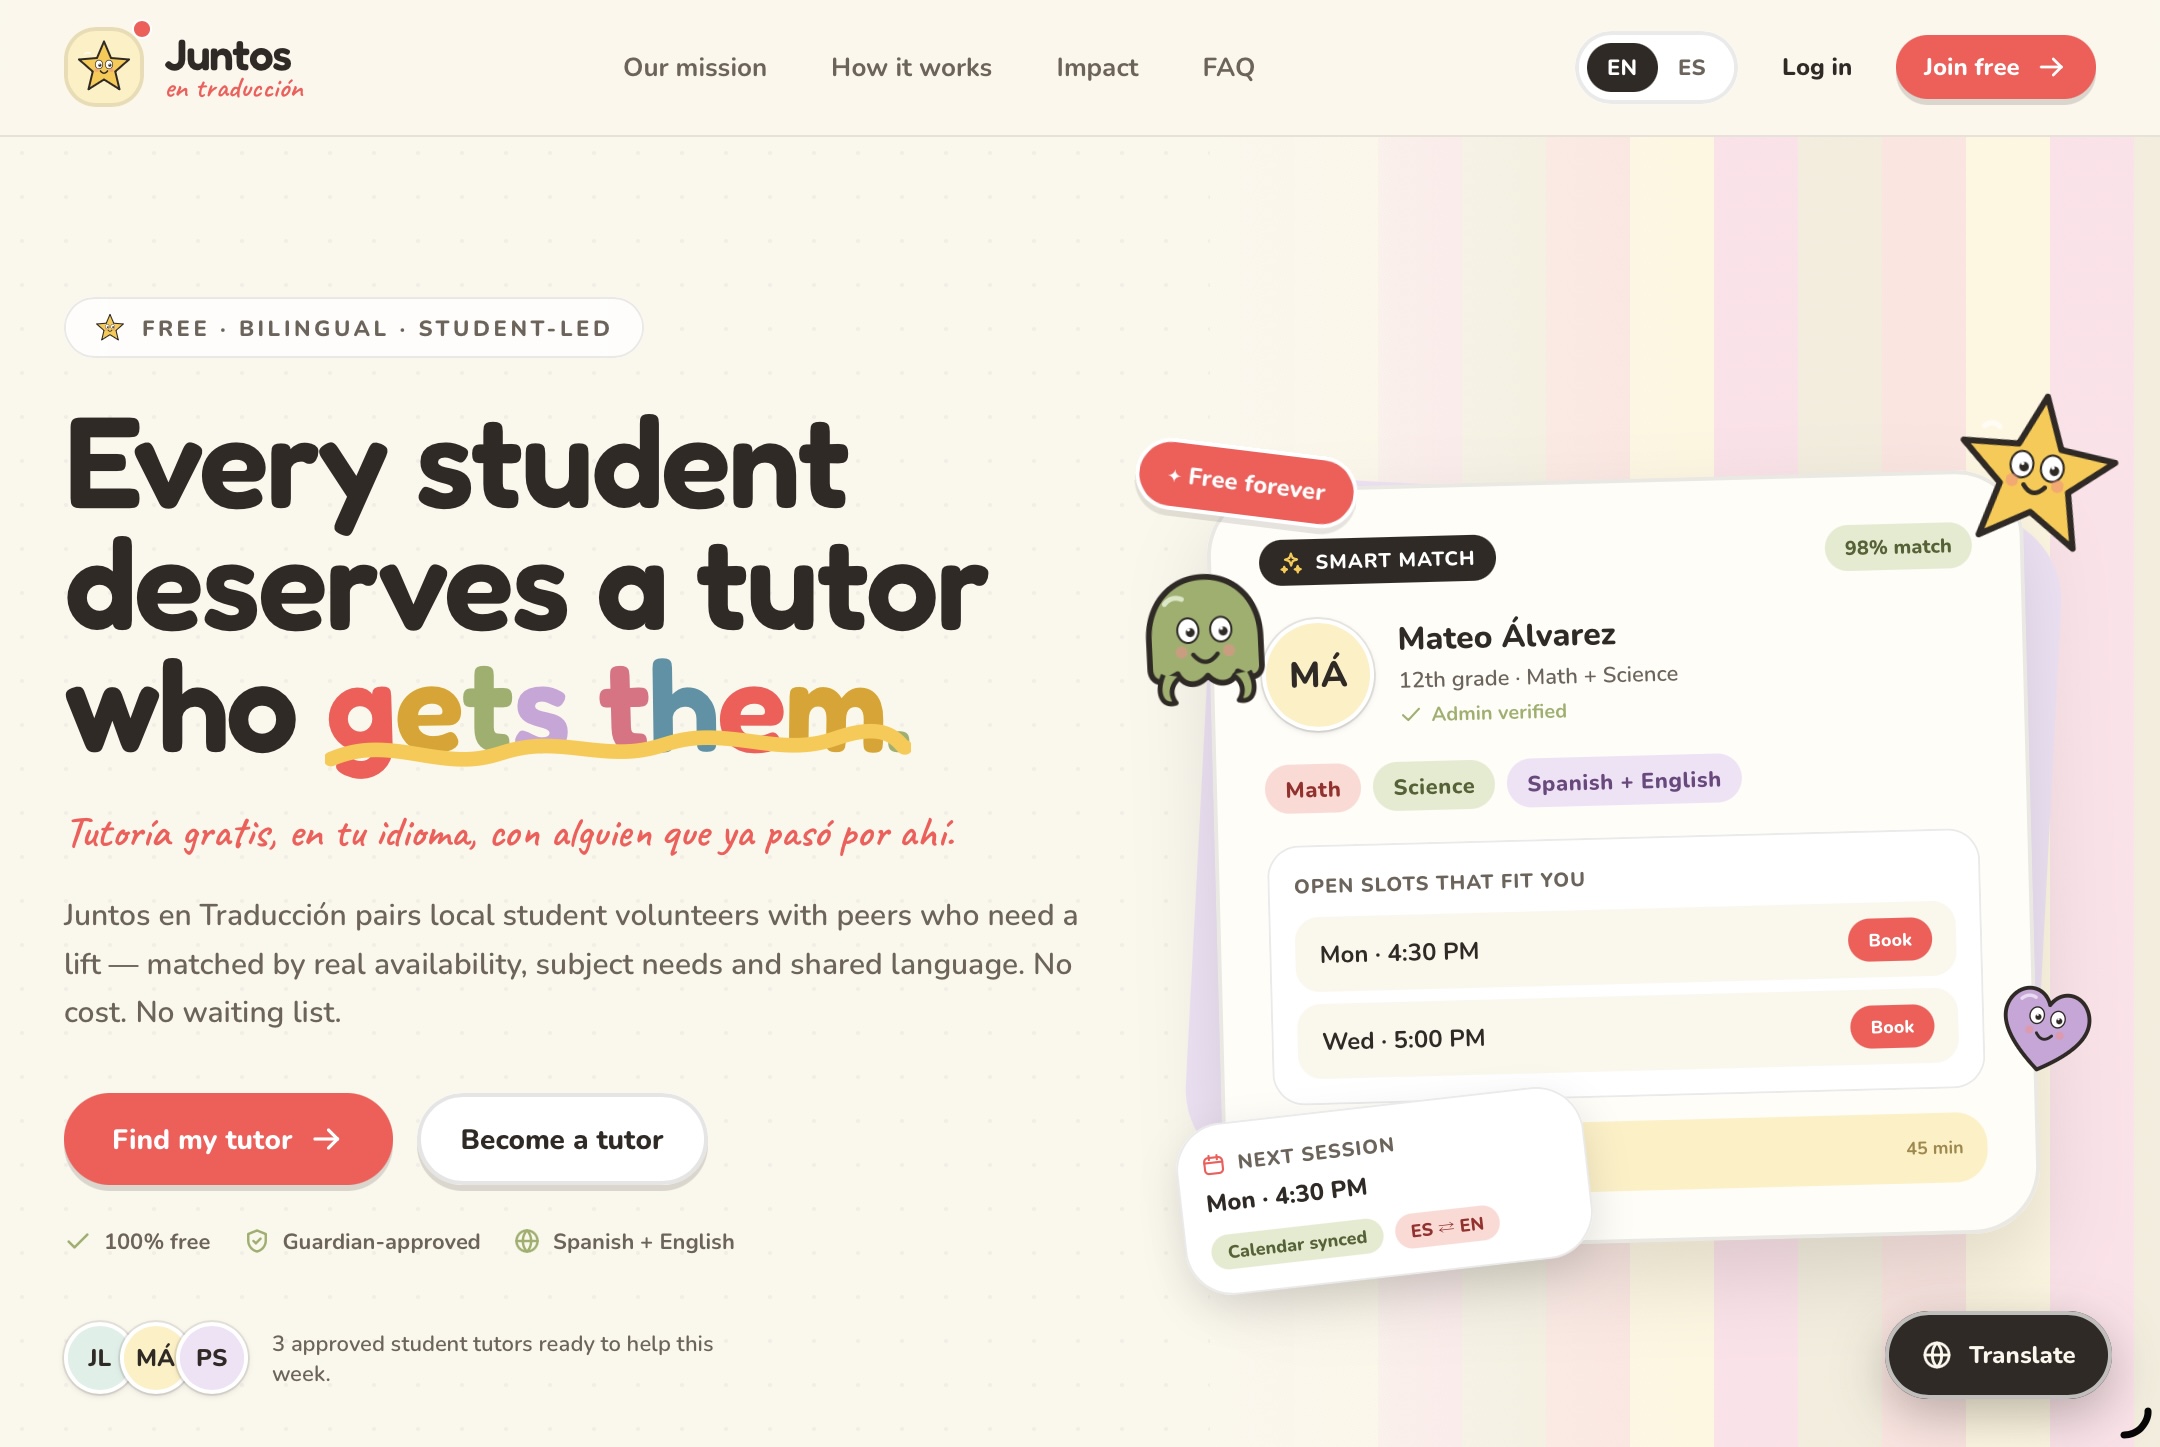 Juntos
en traducción
Our mission
How it works
Impact
FAQ
EN
ES
Log in
Join free →
FREE · BILINGUAL · STUDENT-LED
Every student
deserves a tutor
who gets them.
Tutoría gratis, en tu idioma, con alguien que ya pasó por ahí.
Juntos en Traducción pairs local student volunteers with peers who need a
lift — matched by real availability, subject needs and shared language. No
cost. No waiting list.
Find my tutor →
Become a tutor
100% free
Guardian-approved
Spanish + English
JL
MÁ
PS
3 approved student tutors ready to help this
week.
✦ Free forever
SMART MATCH
98% match
MÁ
Mateo Álvarez
12th grade · Math + Science
✓ Admin verified
Math
Science
Spanish + English
OPEN SLOTS THAT FIT YOU
Mon · 4:30 PM
Book
Wed · 5:00 PM
Book
45 min
NEXT SESSION
Mon · 4:30 PM
Calendar synced
ES ⇄ EN
Translate